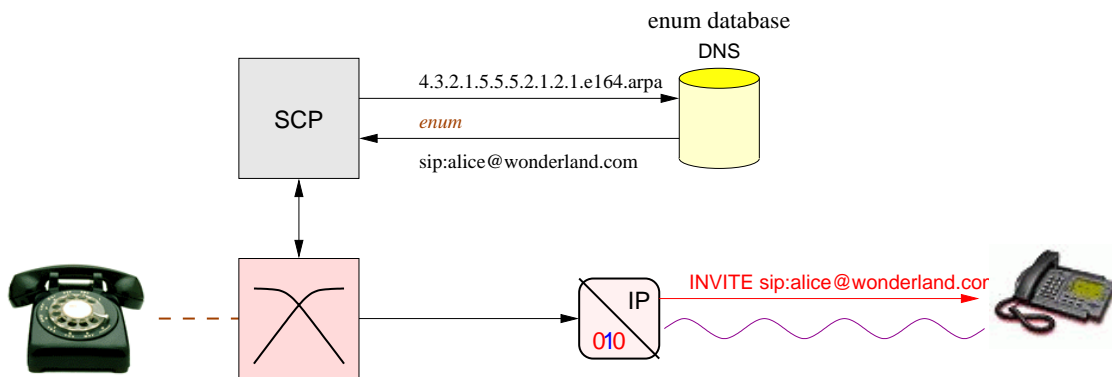 enum database
DNS
4.3.2.1.5.5.5.2.1.2.1.e164.arpa
SCP
enum
sip:alice@wonderland.com
INVITE sip:alice@wonderland.com
IP
010